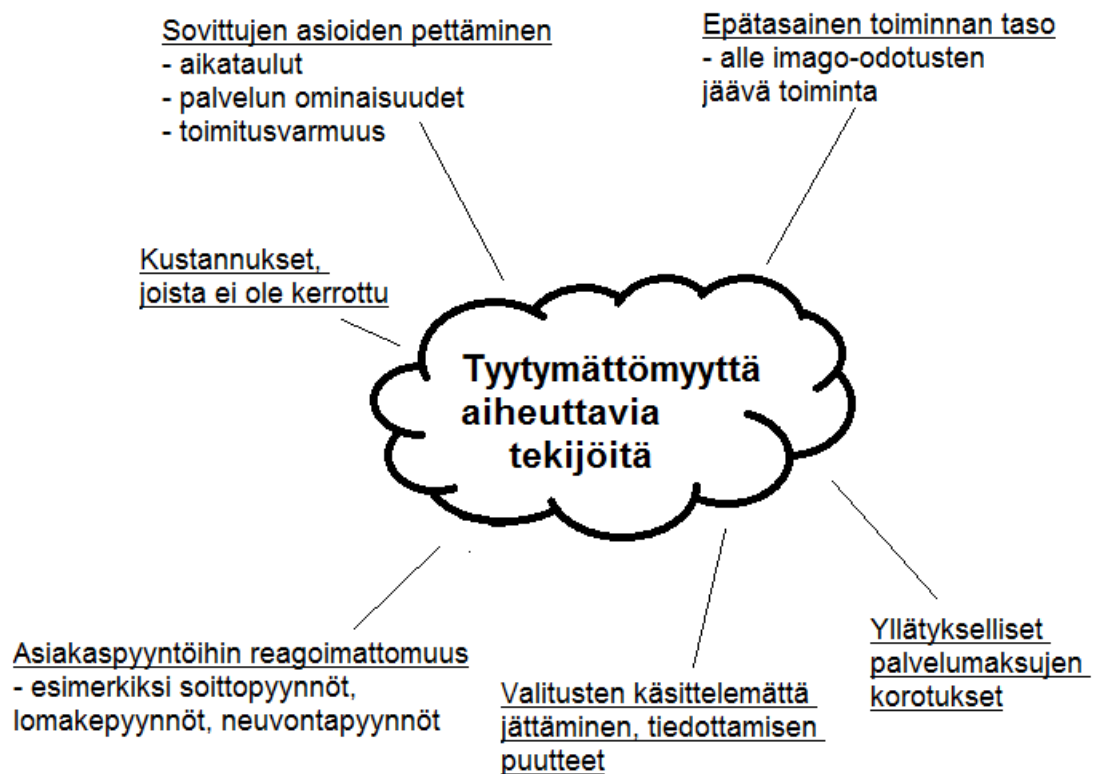 Sovittujen asioiden pettäminen
- aikataulut
- palvelun ominaisuudet
- toimitusvarmuus
Epätasainen toiminnan taso
- alle imago-odotusten
jäävä toiminta
Kustannukset,
joista ei ole kerrottu
Tyytymättömyyttä
aiheuttavia
tekijöitä
Asiakaspyyntöihin reagoimattomuus
- esimerkiksi soittopyynnöt,
lomakepyynnöt, neuvontapyynnöt
Valitusten käsittelemättä
jättäminen, tiedottamisen
puutteet
Yllätykselliset
palvelumaksujen
korotukset